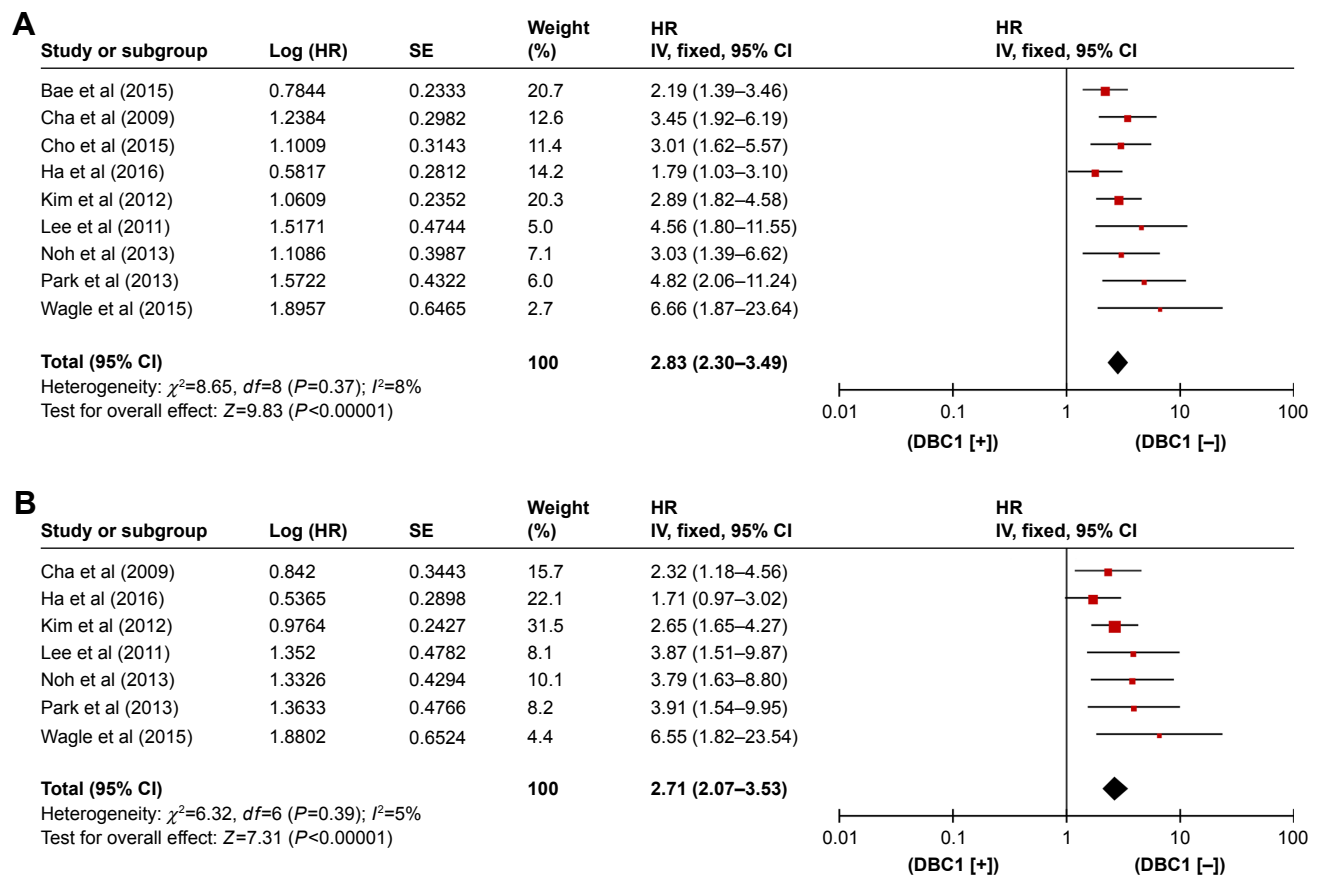 A
Study or subgroup Log (HR) SE Weight (%) HR IV, fixed, 95% CI HR IV, fixed, 95% CI
Bae et al (2015) 0.7844 0.2333 20.7 2.19 (1.39–3.46)
Cha et al (2009) 1.2384 0.2982 12.6 3.45 (1.92–6.19)
Cho et al (2015) 1.1009 0.3143 11.4 3.01 (1.62–5.57)
Ha et al (2016) 0.5817 0.2812 14.2 1.79 (1.03–3.10)
Kim et al (2012) 1.0609 0.2352 20.3 2.89 (1.82–4.58)
Lee et al (2011) 1.5171 0.4744 5.0 4.56 (1.80–11.55)
Noh et al (2013) 1.1086 0.3987 7.1 3.03 (1.39–6.62)
Park et al (2013) 1.5722 0.4322 6.0 4.82 (2.06–11.24)
Wagle et al (2015) 1.8957 0.6465 2.7 6.66 (1.87–23.64)
Total (95% CI) 100 2.83 (2.30–3.49)
Heterogeneity: χ²=8.65, df=8 (P=0.37); I²=8%
Test for overall effect: Z=9.83 (P<0.00001)
0.01 0.1 1 10 100
(DBC1 [+]) (DBC1 [–])
B
Study or subgroup Log (HR) SE Weight (%) HR IV, fixed, 95% CI HR IV, fixed, 95% CI
Cha et al (2009) 0.842 0.3443 15.7 2.32 (1.18–4.56)
Ha et al (2016) 0.5365 0.2898 22.1 1.71 (0.97–3.02)
Kim et al (2012) 0.9764 0.2427 31.5 2.65 (1.65–4.27)
Lee et al (2011) 1.352 0.4782 8.1 3.87 (1.51–9.87)
Noh et al (2013) 1.3326 0.4294 10.1 3.79 (1.63–8.80)
Park et al (2013) 1.3633 0.4766 8.2 3.91 (1.54–9.95)
Wagle et al (2015) 1.8802 0.6524 4.4 6.55 (1.82–23.54)
Total (95% CI) 100 2.71 (2.07–3.53)
Heterogeneity: χ²=6.32, df=6 (P=0.39); I²=5%
Test for overall effect: Z=7.31 (P<0.00001)
0.01 0.1 1 10 100
(DBC1 [+]) (DBC1 [–])